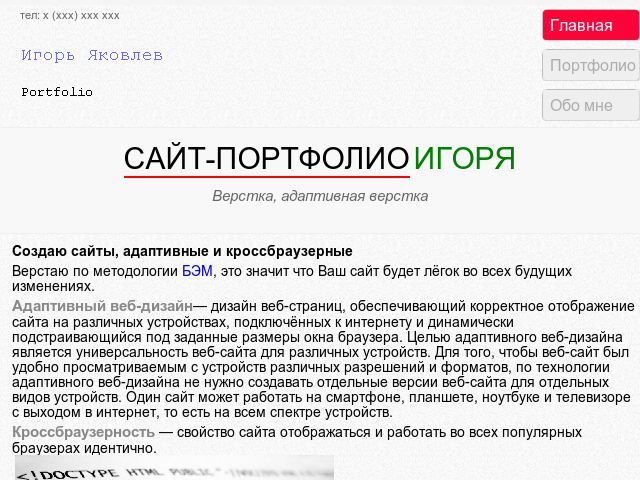 тел: x (xxx) xxx xxx
Игорь Яковлев
Portfolio
Главная
Портфолио
Обо мне
САЙТ-ПОРТФОЛИО ИГОРЯ
Верстка, адаптивная верстка
Создаю сайты, адаптивные и кроссбраузерные
Верстаю по методологии БЭМ, это значит что Ваш сайт будет лёгок во всех будущих
изменениях.
Адаптивный веб-дизайн— дизайн веб-страниц, обеспечивающий корректное отображение
сайта на различных устройствах, подключённых к интернету и динамически
подстраивающийся под заданные размеры окна браузера. Целью адаптивного веб-дизайна
является универсальность веб-сайта для различных устройств. Для того, чтобы веб-сайт был
удобно просматриваемым с устройств различных разрешений и форматов, по технологии
адаптивного веб-дизайна не нужно создавать отдельные версии веб-сайта для отдельных
видов устройств. Один сайт может работать на смартфоне, планшете, ноутбуке и телевизоре
с выходом в интернет, то есть на всем спектре устройств.
Кроссбраузерность — свойство сайта отображаться и работать во всех популярных
браузерах идентично.
<!DOCTYPE HTML PUBLIC